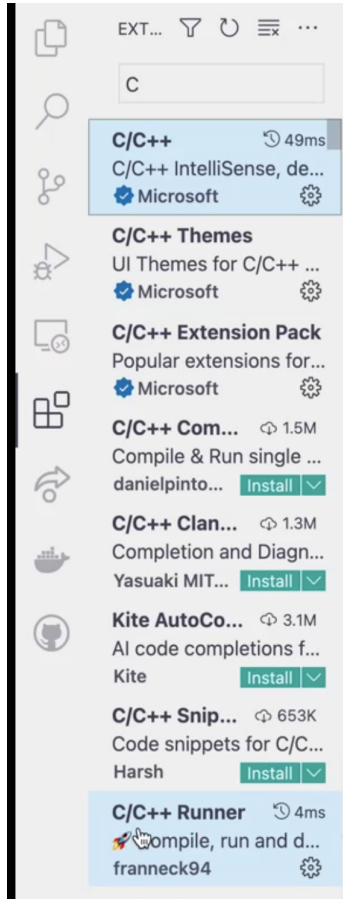 EXT...
C
C/C++ 49ms
C/C++ IntelliSense, de...
Microsoft
C/C++ Themes
UI Themes for C/C++ ...
Microsoft
C/C++ Extension Pack
Popular extensions for...
Microsoft
C/C++ Com... 1.5M
Compile & Run single ...
danielpinto... Install
C/C++ Clan... 1.3M
Completion and Diagn...
Yasuaki MIT... Install
Kite AutoCo... 3.1M
AI code completions f...
Kite Install
C/C++ Snip... 653K
Code snippets for C/C...
Harsh Install
C/C++ Runner 4ms
🚀 ompile, run and d...
franneck94